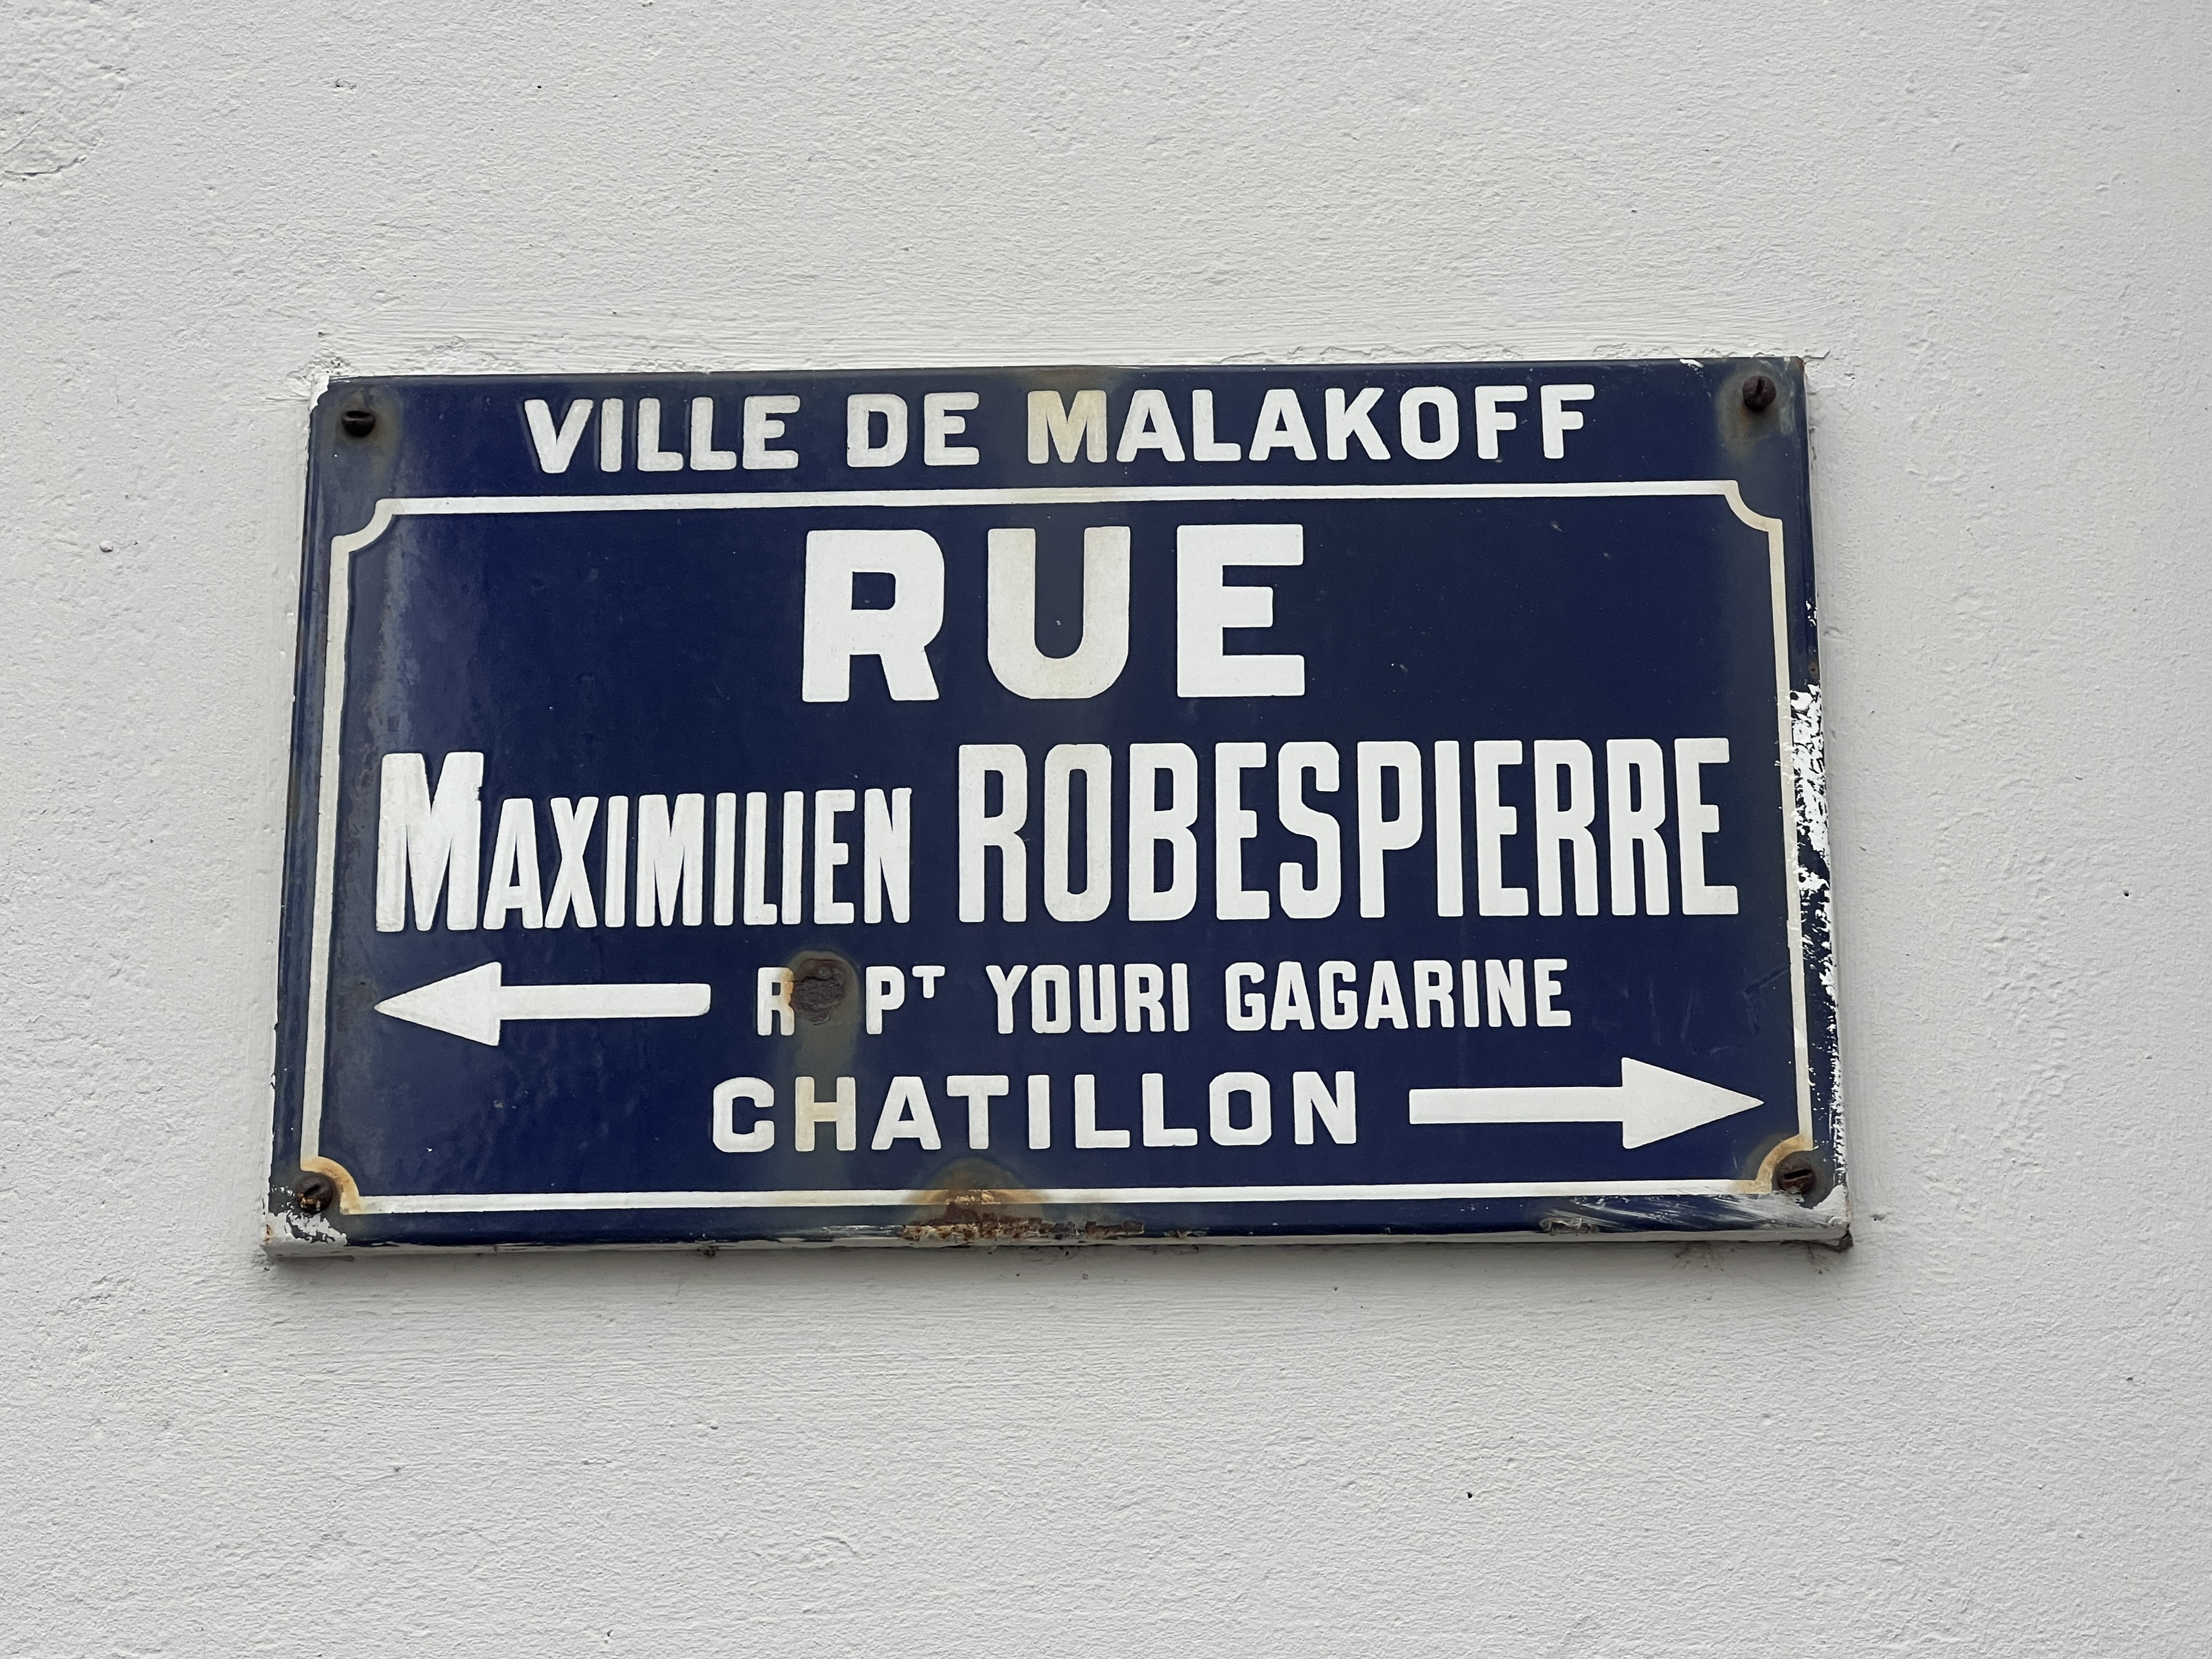 VILLE DE MALAKOFF
RUE
MAXIMILIEN ROBESPIERRE
PT YOURI GAGARINE
CHATILLON